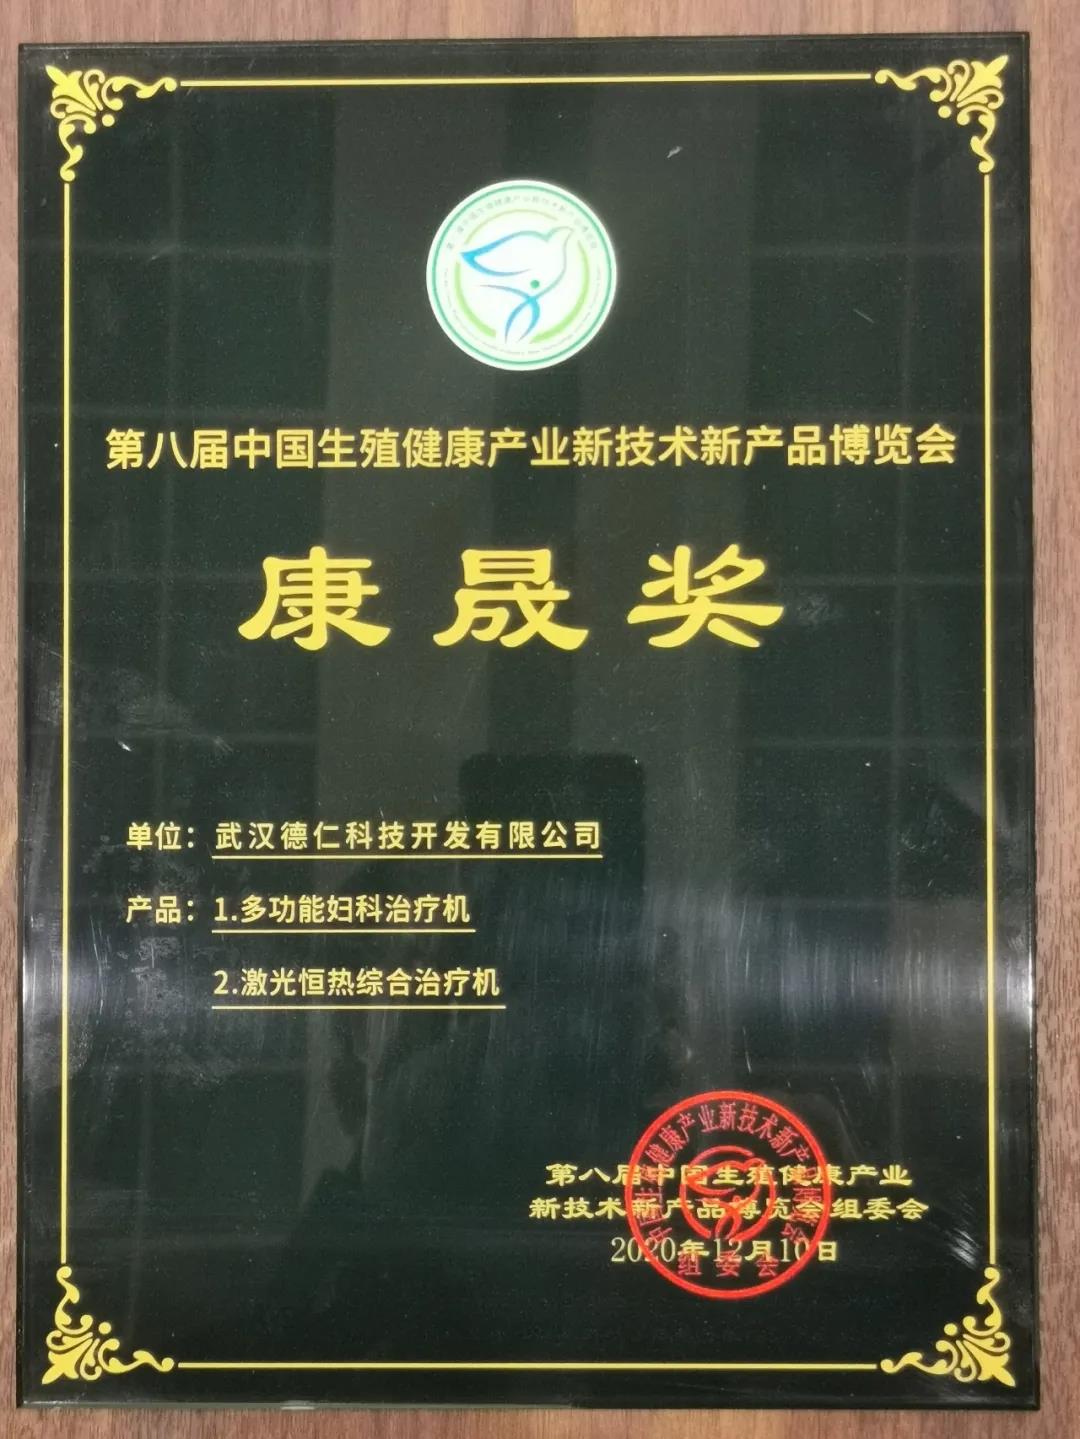 第八届中国生殖健康产业新技术新产品博览会
康晟奖
单位：武汉德仁科技开发有限公司
产品：1.多功能妇科治疗机
2.激光恒热综合治疗机
第八届中国生殖健康产业
新技术新产品博览会组委会
2020年12月10日
组委会